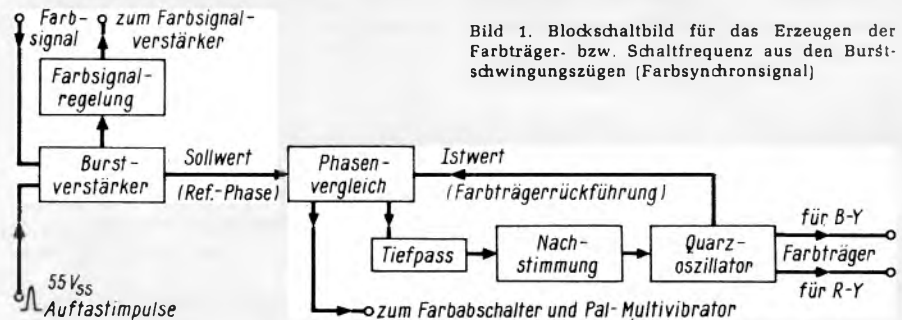 Farb-
signal
zum Farbsignal-
verstärker
Bild 1. Blockschaltbild für das Erzeugen der
Farbträger- bzw. Schaltfrequenz aus den Burst-
schwingungszügen (Farbsynchronsignal)
Farbsignal-
regelung
Burst-
verstärker
Sollwert
(Ref.-Phase)
Phasen-
vergleich
Istwert
(Farbträgerrückführung)
Tiefpass
Nach-
stimmung
Quarz-
oszillator
für B-Y
Farbträger
für R-Y
55 Vss
Auftastimpulse
zum Farbabschalter und Pal-Multivibrator